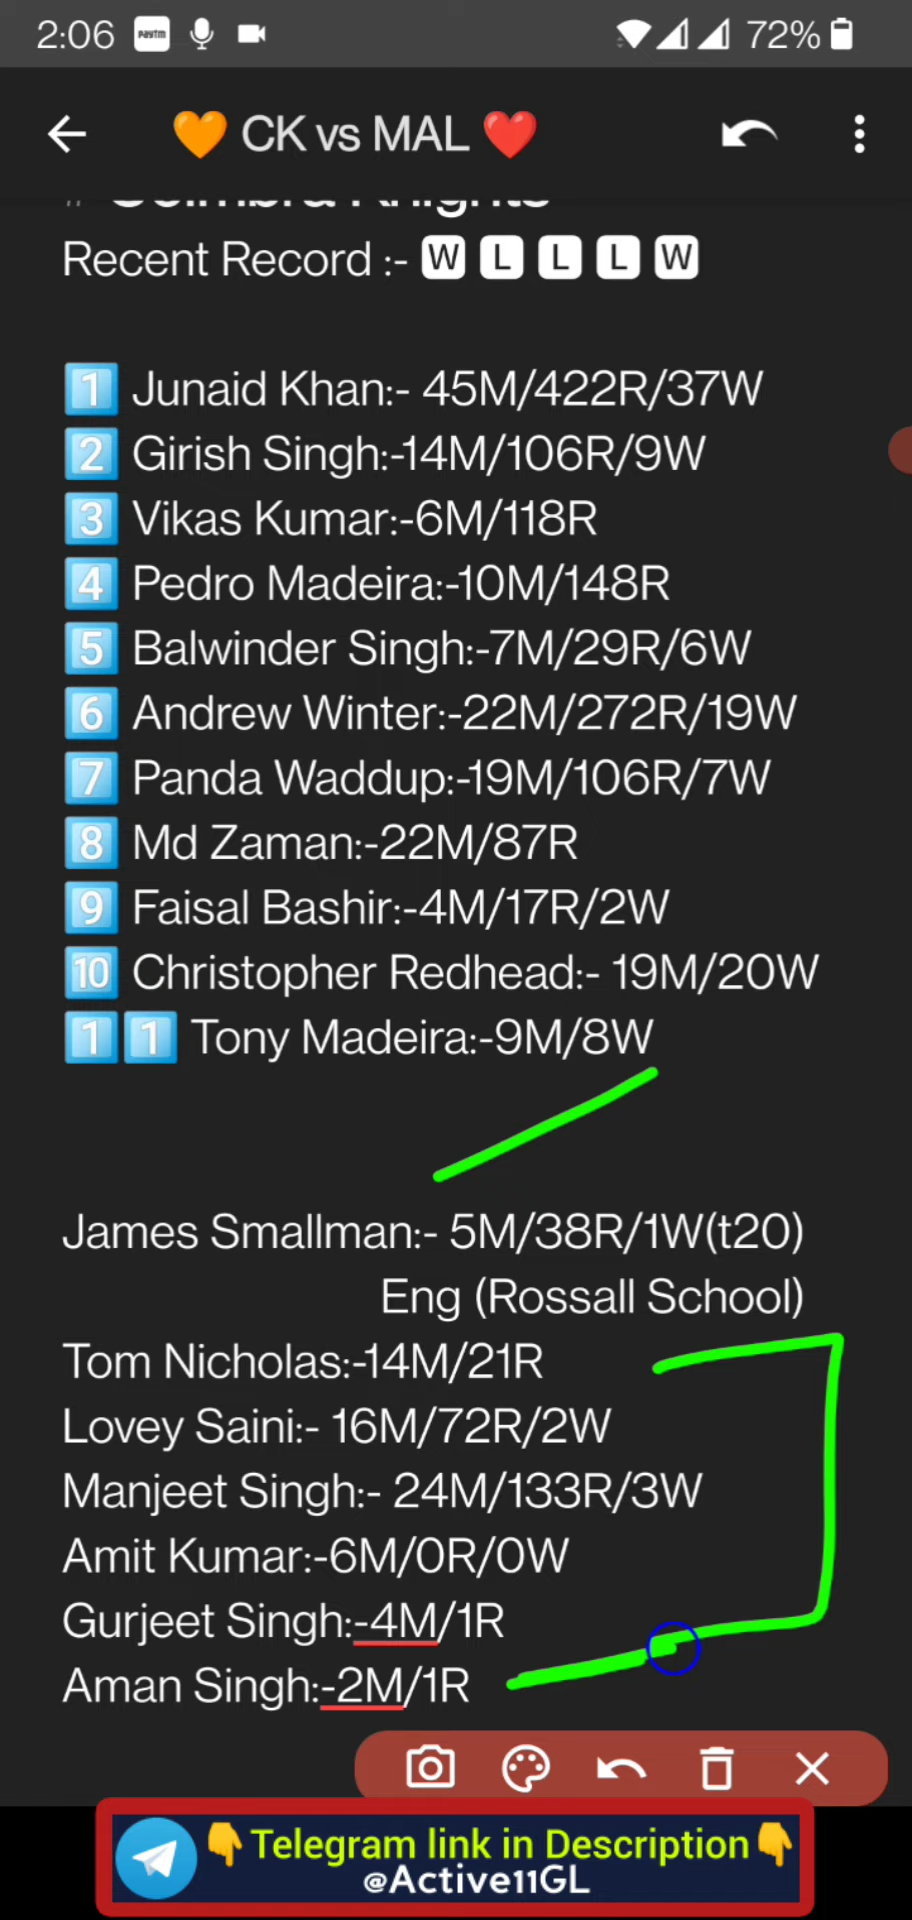 2:06 paytm 72%
🧡 CK vs MAL ❤️
# Coimbra Knights
Recent Record :- W L L L W
1 Junaid Khan:- 45M/422R/37W
2 Girish Singh:-14M/106R/9W
3 Vikas Kumar:-6M/118R
4 Pedro Madeira:-10M/148R
5 Balwinder Singh:-7M/29R/6W
6 Andrew Winter:-22M/272R/19W
7 Panda Waddup:-19M/106R/7W
8 Md Zaman:-22M/87R
9 Faisal Bashir:-4M/17R/2W
10 Christopher Redhead:- 19M/20W
1 1 Tony Madeira:-9M/8W
James Smallman:- 5M/38R/1W(t20)
Eng (Rossall School)
Tom Nicholas:-14M/21R
Lovey Saini:- 16M/72R/2W
Manjeet Singh:- 24M/133R/3W
Amit Kumar:-6M/0R/0W
Gurjeet Singh:-4M/1R
Aman Singh:-2M/1R
👇Telegram link in Description👇
@Active11GL